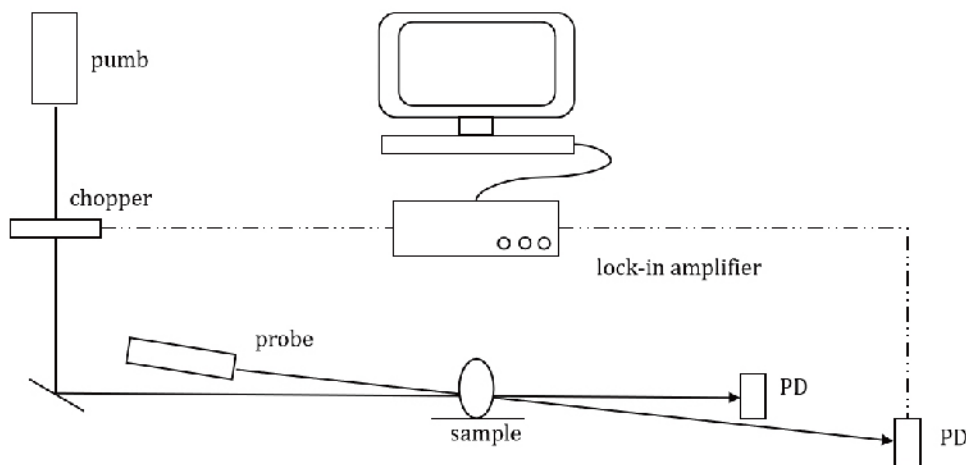 pumb
chopper
lock-in amplifier
probe
PD
sample
PD